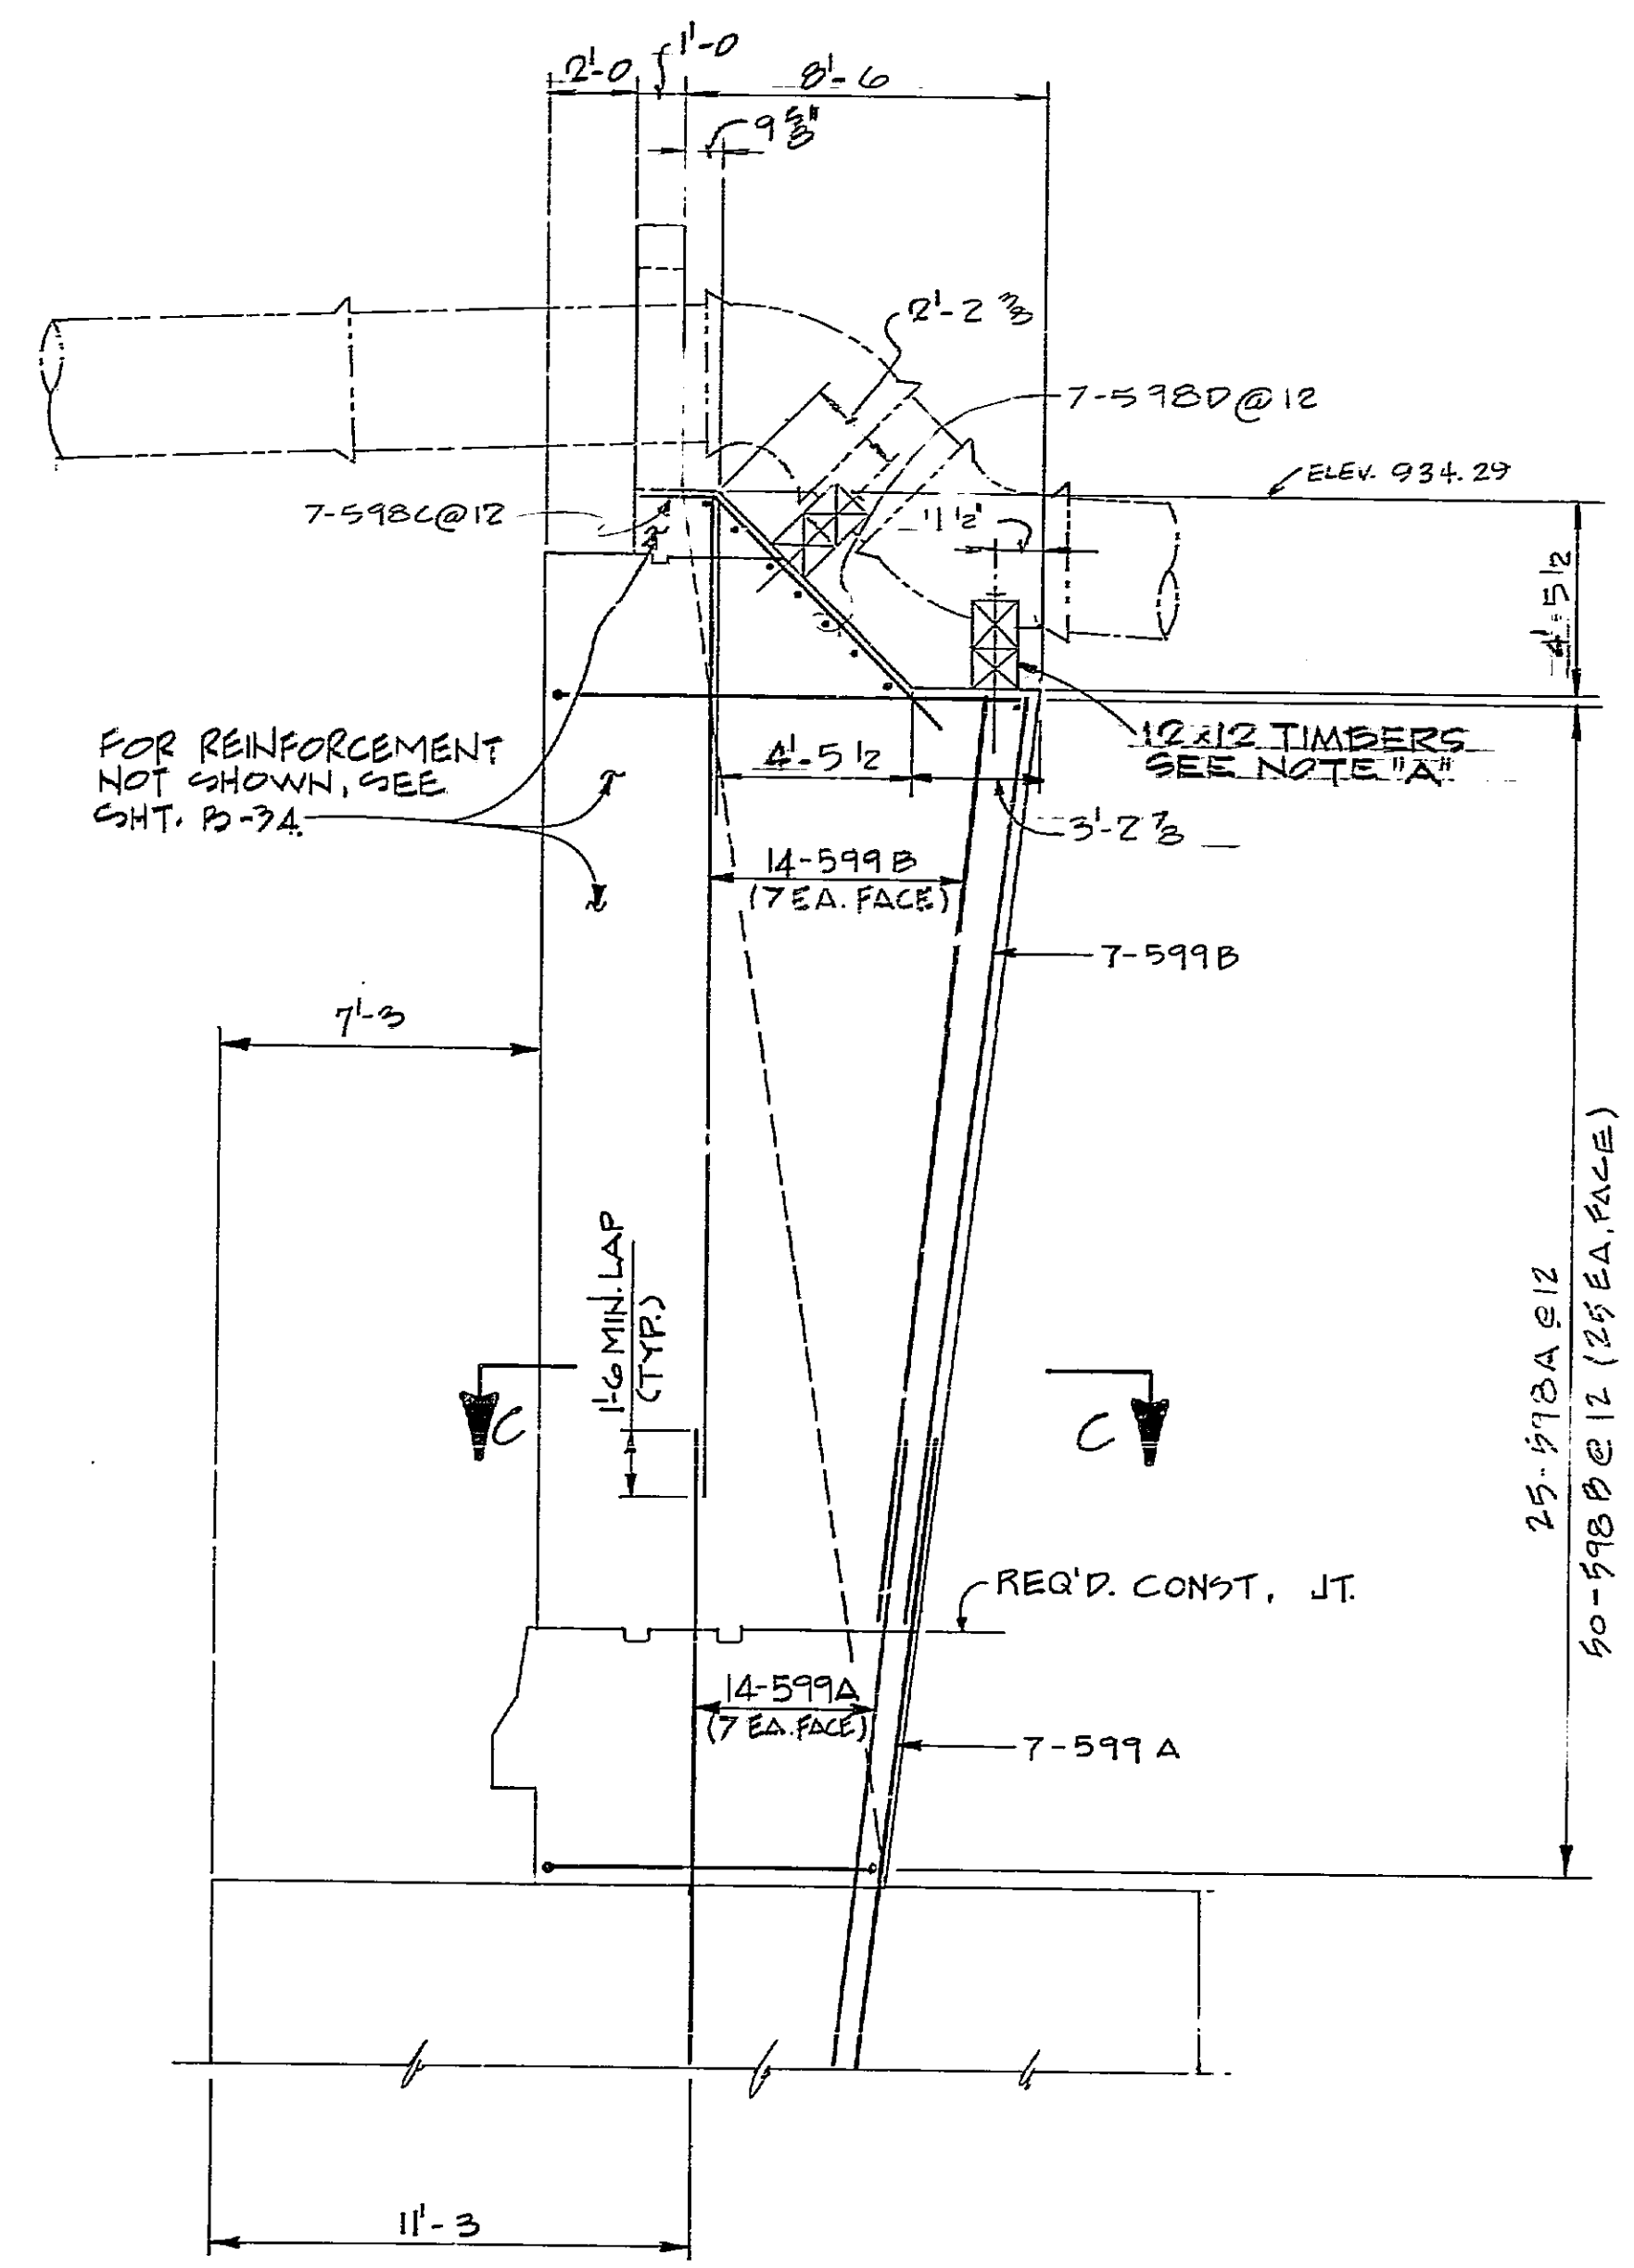 2'-0
1'-0
8'-6
9 5/8"
2'-2 3/8
7-598D@12
ELEV. 934.29
7-598C@12
11 1/2"
4'-5 1/2
FOR REINFORCEMENT
NOT SHOWN, SEE
SHT. B-34.
12x12 TIMBERS
SEE NOTE "A"
4'-5 1/2
3'-2 7/8
14-599B
(7 EA. FACE)
7-599B
7'-3
1'-6 MIN. LAP
(TYP.)
25-598A@12
50-598B@12 (25 EA. FACE)
C
C
REQ'D. CONST. JT.
14-599A
(7 EA. FACE)
7-599A
11'-3